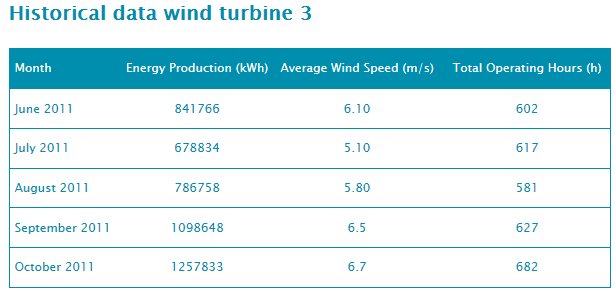 Historical data wind turbine 3
Month Energy Production (kWh) Average Wind Speed (m/s) Total Operating Hours (h)
June 2011 841766 6.10 602
July 2011 678834 5.10 617
August 2011 786758 5.80 581
September 2011 1098648 6.5 627
October 2011 1257833 6.7 682